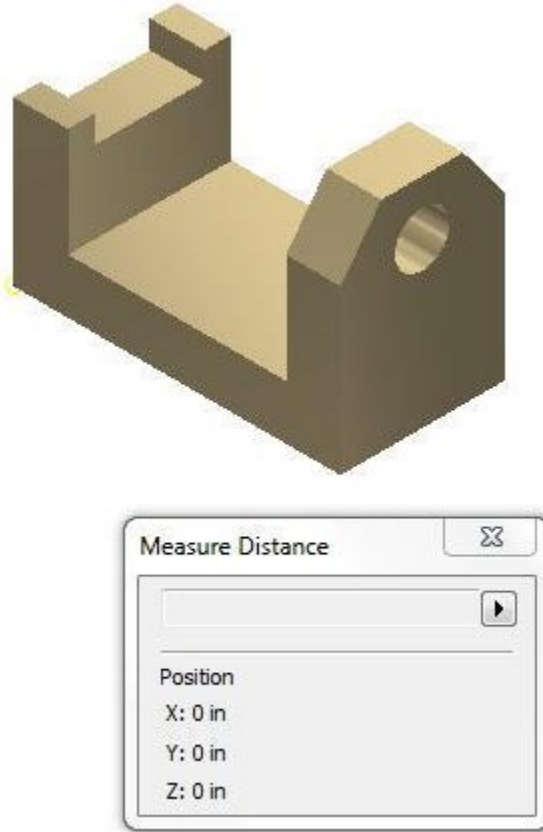 Measure Distance
Position
X: 0 in
Y: 0 in
Z: 0 in